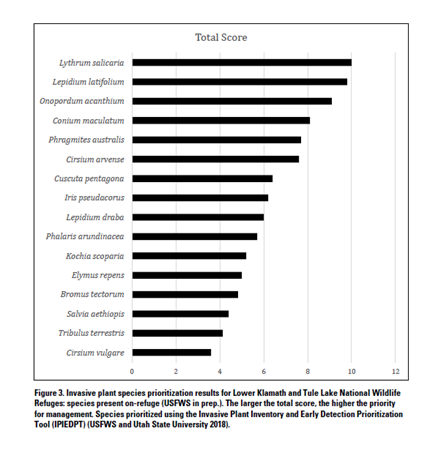 Total Score
Lythrum salicaria
Lepidium latifolium
Onopordum acanthium
Conium maculatum
Phragmites australis
Cirsium arvense
Cuscuta pentagona
Iris pseudacorus
Lepidium draba
Phalaris arundinacea
Kochia scoparia
Elymus repens
Bromus tectorum
Salvia aethiopis
Tribulus terrestris
Cirsium vulgare
0 2 4 6 8 10 12
Figure 3. Invasive plant species prioritization results for Lower Klamath and Tule Lake National Wildlife
Refuges: species present on-refuge (USFWS in prep.). The larger the total score, the higher the priority
for management. Species prioritized using the Invasive Plant Inventory and Early Detection Prioritization
Tool (IPIEDPT) (USFWS and Utah State University 2018).